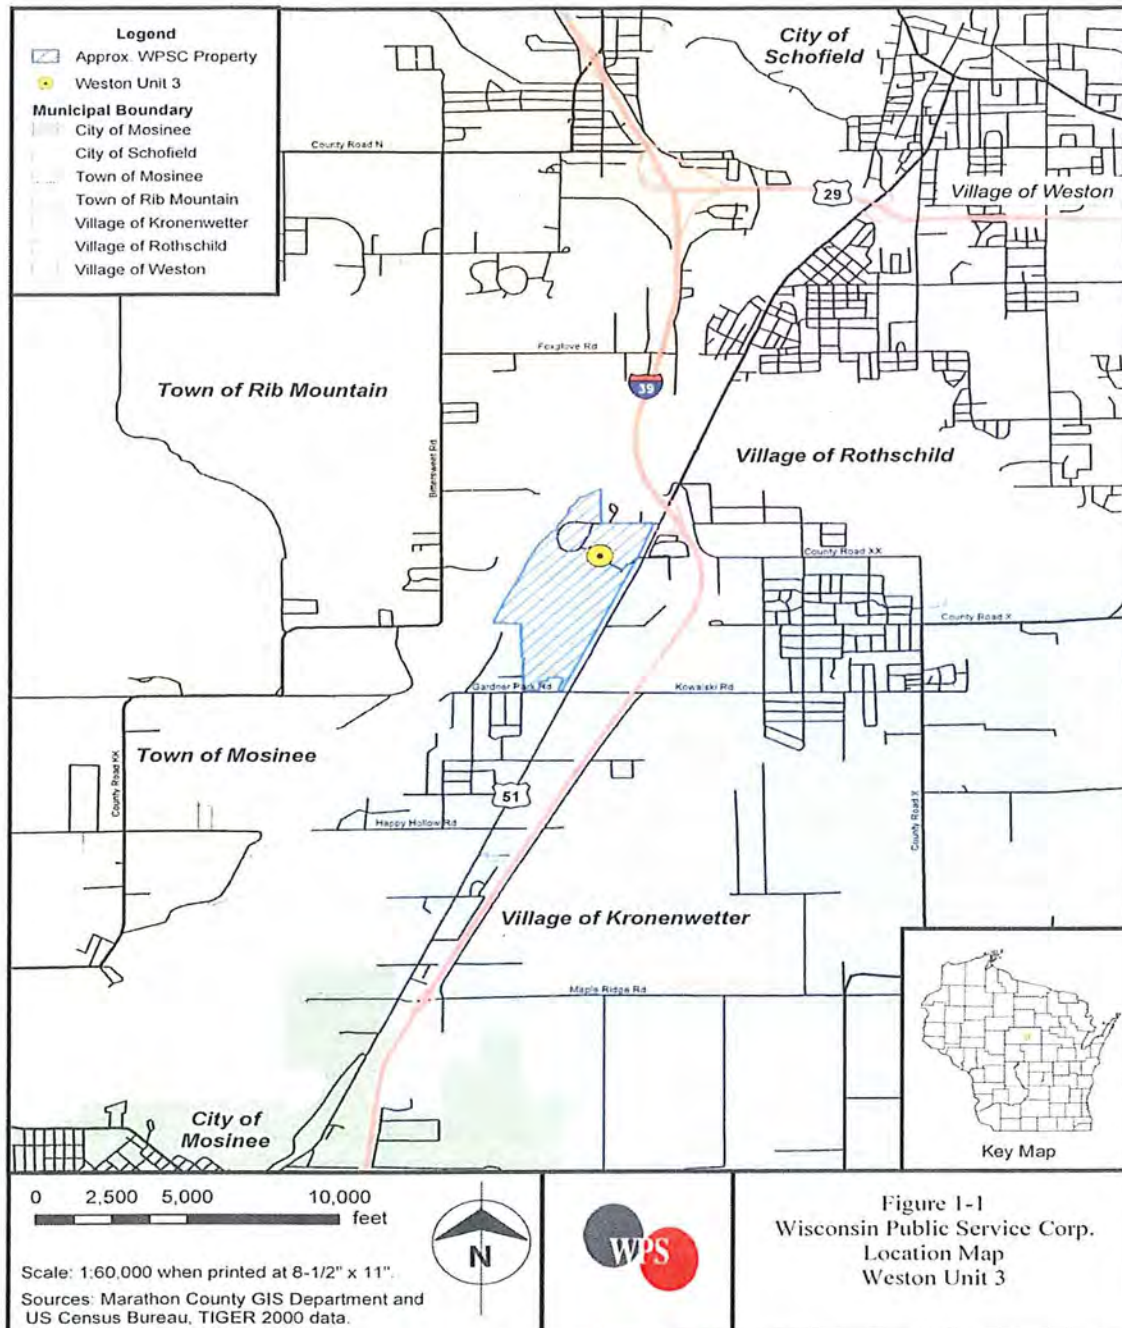 Legend
Approx. WPSC Property
Weston Unit 3
Municipal Boundary
City of Mosinee
City of Schofield
Town of Mosinee
Town of Rib Mountain
Village of Kronenwetter
Village of Rothschild
Village of Weston
City of
Schofield
County Road N
29
Village of Weston
Foxglove Rd
39
Town of Rib Mountain
Bittersweet Rd
Village of Rothschild
County Road XX
County Road X
Gardner Park Rd
Kowalski Rd
Town of Mosinee
County Road KK
51
Happy Hollow Rd
County Road X
Village of Kronenwetter
Maple Ridge Rd
City of
Mosinee
Key Map
0 2,500 5,000 10,000
feet
N
Scale: 1:60,000 when printed at 8-1/2" x 11".
Sources: Marathon County GIS Department and
US Census Bureau, TIGER 2000 data.
WPS
Figure 1-1
Wisconsin Public Service Corp.
Location Map
Weston Unit 3